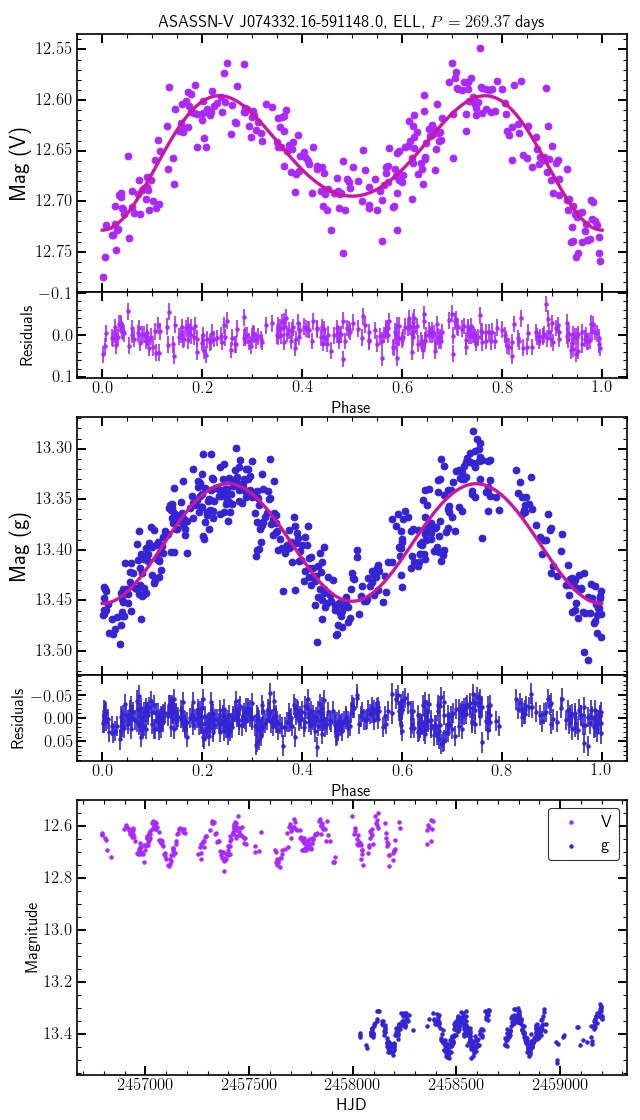 ASASSN-V J074332.16-591148.0, ELL, P = 269.37 days
12.55
12.60
12.65
12.70
12.75
Mag (V)
−0.1
0.0
0.1
Residuals
0.0 0.2 0.4 0.6 0.8 1.0
Phase
13.30
13.35
13.40
13.45
13.50
Mag (g)
−0.05
0.00
0.05
Residuals
0.0 0.2 0.4 0.6 0.8 1.0
Phase
12.6
12.8
13.0
13.2
13.4
Magnitude
V
g
2457000 2457500 2458000 2458500 2459000
HJD